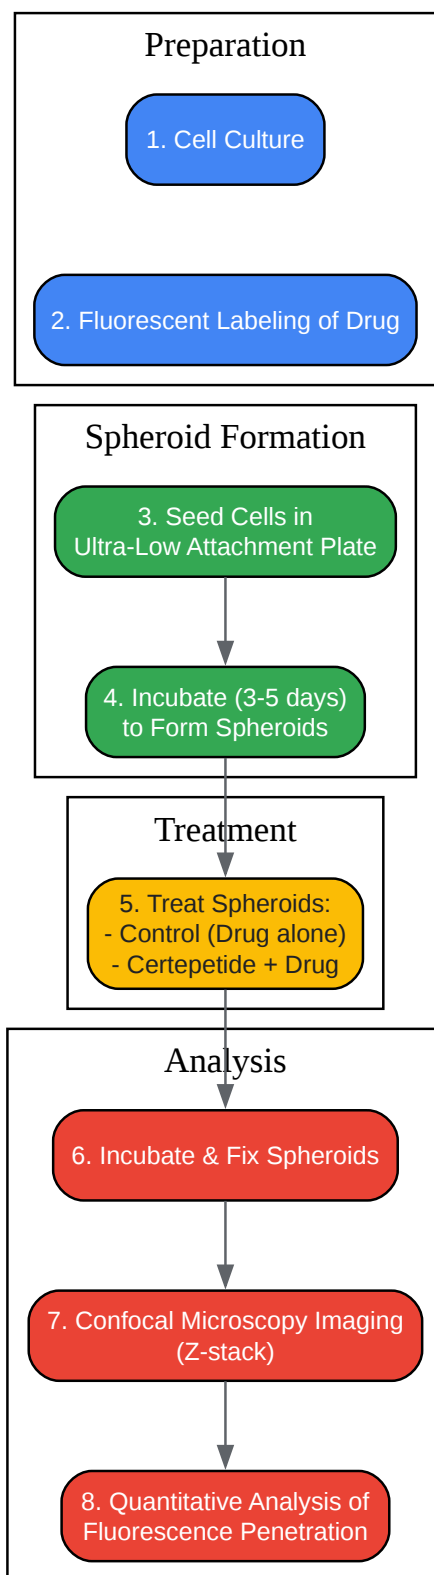 Preparation
1. Cell Culture
2. Fluorescent Labeling of Drug
Spheroid Formation
3. Seed Cells in
Ultra-Low Attachment Plate
4. Incubate (3-5 days)
to Form Spheroids
Treatment
5. Treat Spheroids:
- Control (Drug alone)
- Certepetide + Drug
Analysis
6. Incubate & Fix Spheroids
7. Confocal Microscopy Imaging
(Z-stack)
8. Quantitative Analysis of
Fluorescence Penetration